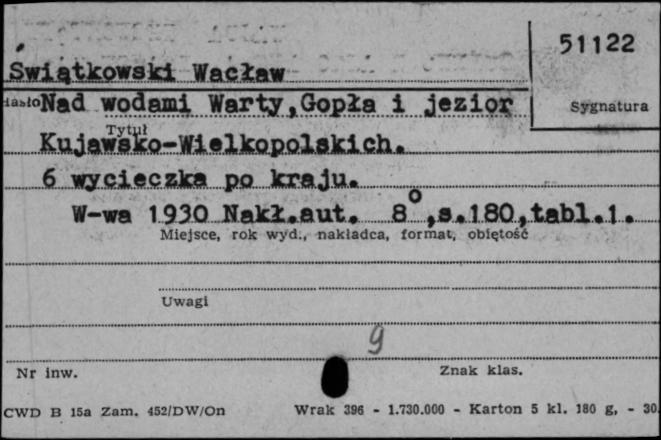 51122
Świątkowski Wacław
Hasło Nad wodami Warty,Gopła i jezior
Sygnatura
Tytuł
Kujawsko-Wielkopolskich.
6 wycieczka po kraju.
W-wa 1930 Nakł.aut. 8°,s.180,tabl.1.
Miejsce, rok wyd., nakładca, format, objętość
Uwagi
9
Nr inw.
Znak klas.
CWD B 15a Zam. 452/DW/On
Wrak 396 - 1.730.000 - Karton 5 kl. 180 g, - 30.